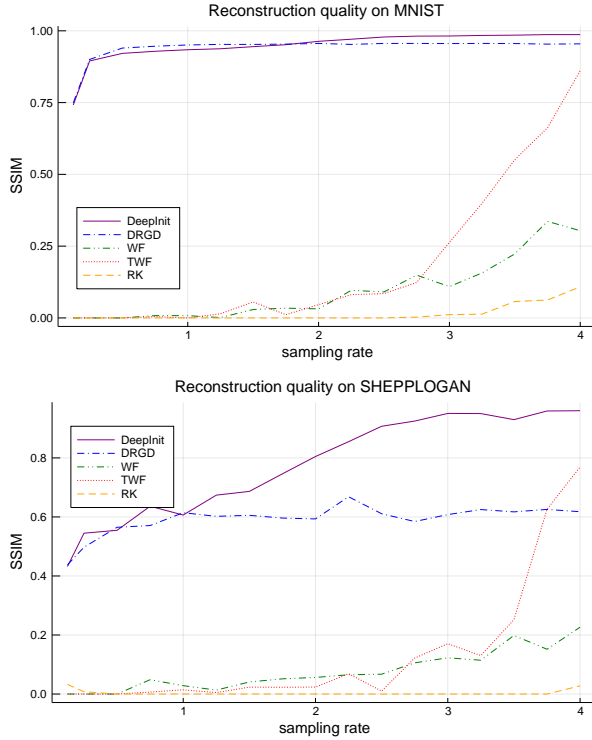 Reconstruction quality on MNIST
1.00
0.75
0.50
0.25
0.00
SSIM
DeepInit
DRGD
WF
TWF
RK
1 2 3 4
sampling rate
Reconstruction quality on SHEPPLOGAN
0.8
0.6
0.4
0.2
0.0
SSIM
DeepInit
DRGD
WF
TWF
RK
1 2 3 4
sampling rate